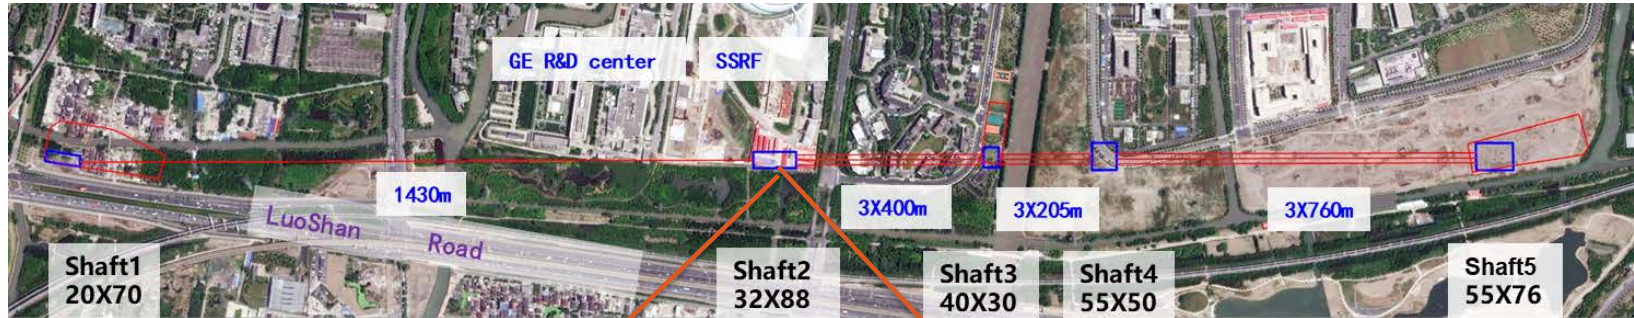 GE R&D center
SSRF
1430m
3X400m
3X205m
3X760m
LuoShan Road
Shaft1
20X70
Shaft2
32X88
Shaft3
40X30
Shaft4
55X50
Shaft5
55X76